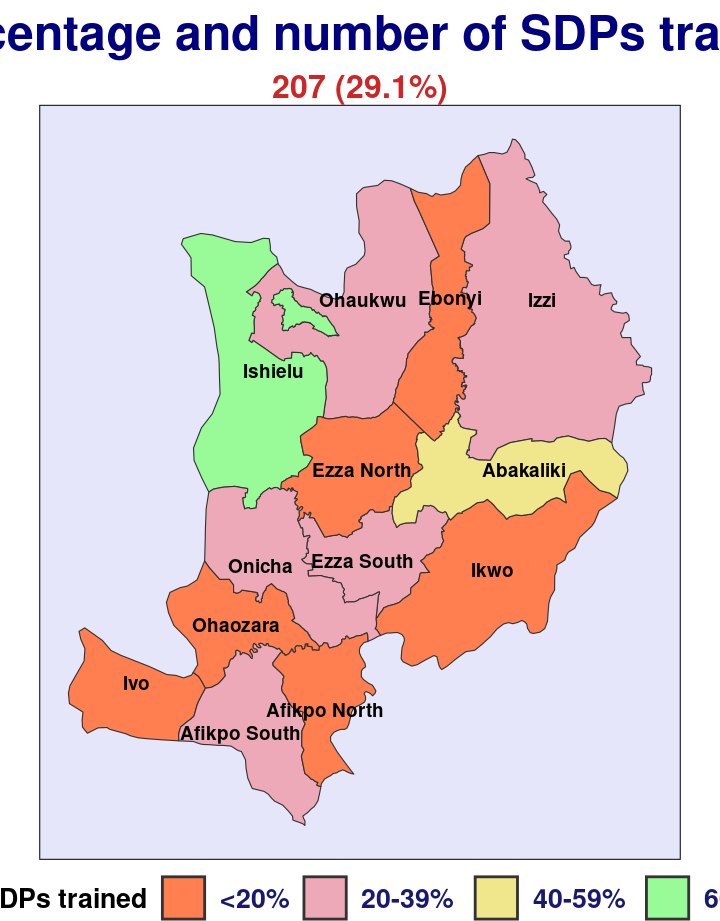 centage and number of SDPs tra
207 (29.1%)
Ohaukwu
Ebonyi
Izzi
Ishielu
Ezza North
Abakaliki
Ezza South
Onicha
Ikwo
Ohaozara
Ivo
Afikpo North
Afikpo South
DPs trained <20% 20-39% 40-59% 6